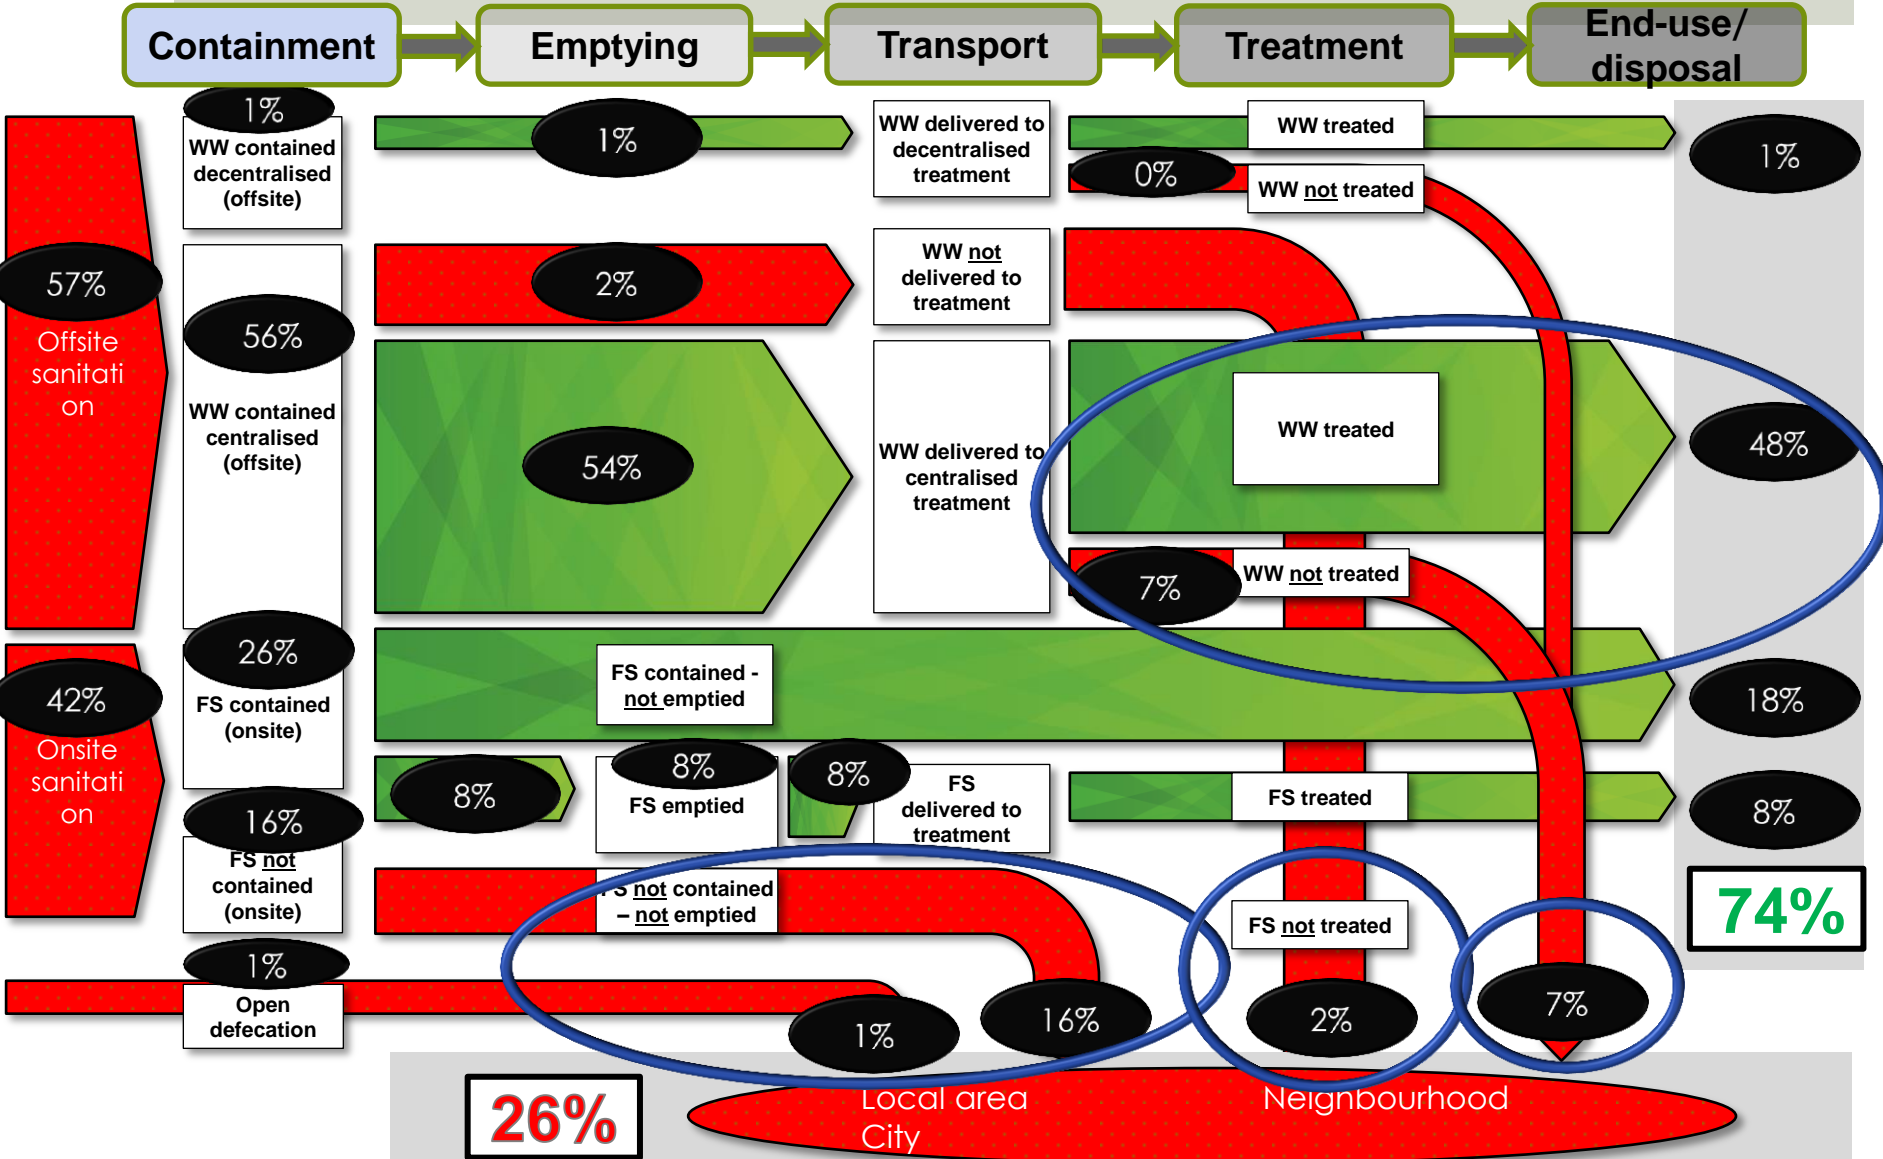 Containment
Emptying
Transport
Treatment
End-use/
disposal
1%
WW contained
decentralised
(offsite)
1%
WW delivered to
decentralised
treatment
WW treated
0%
WW not treated
1%
57%
Offsite
sanitati
on
56%
WW contained
centralised
(offsite)
2%
WW not
delivered to
treatment
54%
WW delivered to
centralised
treatment
WW treated
48%
7%
WW not treated
42%
Onsite
sanitati
on
26%
FS contained
(onsite)
FS contained -
not emptied
18%
8%
8%
FS emptied
8%
FS
delivered to
treatment
FS treated
8%
16%
FS not
contained
(onsite)
FS not contained
– not emptied
FS not treated
74%
1%
Open
defecation
1%
16%
2%
7%
26%
Local area
Neighbourhood
City